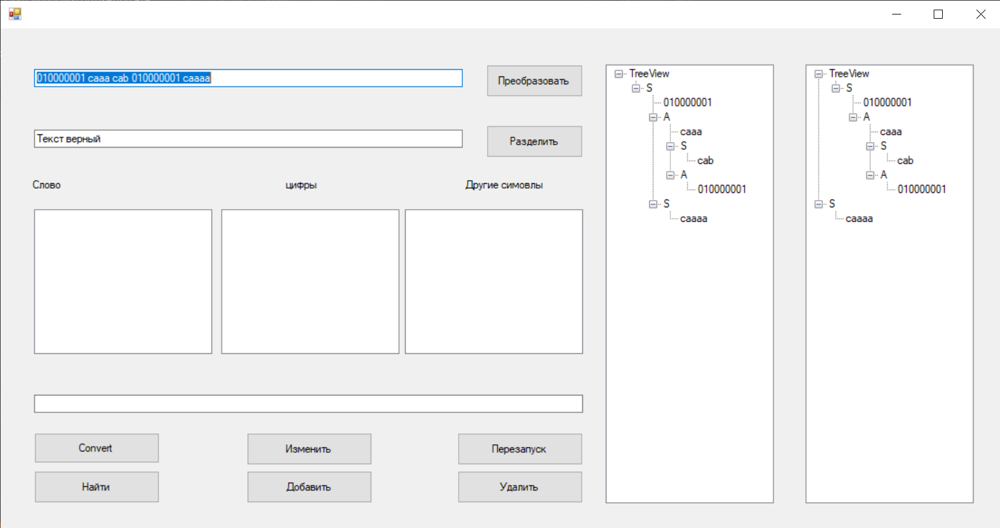 010000001 caaa cab 010000001 caaaa
Преобразовать
Текст верный
Разделить
Слово
цифры
Другие симовлы
Convert
Изменить
Перезапуск
Найти
Добавить
Удалить
TreeView
S
010000001
A
caaa
S
cab
A
010000001
S
caaaa
TreeView
S
010000001
A
caaa
S
cab
A
010000001
S
caaaa